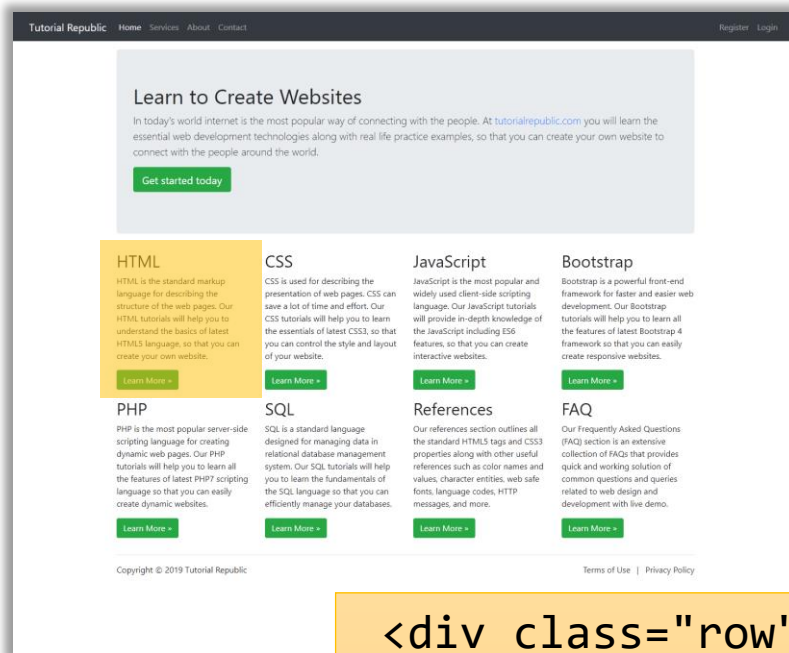 Tutorial Republic Home Services About Contact Register Login
Learn to Create Websites
In today's world internet is the most popular way of connecting with the people. At tutorialrepublic.com you will learn the
essential web development technologies along with real life practice examples, so that you can create your own website to
connect with the people around the world.
Get started today
HTML
HTML is the standard markup
language for describing the
structure of the web pages. Our
HTML tutorials will help you to
understand the basics of latest
HTML5 language, so that you can
create your own website.
Learn More »
CSS
CSS is used for describing the
presentation of web pages. CSS can
save a lot of time and effort. Our
CSS tutorials will help you to learn
the essentials of latest CSS3, so that
you can control the style and layout
of your website.
Learn More »
JavaScript
JavaScript is the most popular and
widely used client-side scripting
language. Our JavaScript tutorials
will provide in-depth knowledge of
the JavaScript including ES6
features, so that you can create
interactive websites.
Learn More »
Bootstrap
Bootstrap is a powerful front-end
framework for faster and easier web
development. Our Bootstrap
tutorials will help you to learn all
the features of latest Bootstrap 4
framework so that you can easily
create responsive websites.
Learn More »
PHP
PHP is the most popular server-side
scripting language for creating
dynamic web pages. Our PHP
tutorials will help you to learn all
the features of latest PHP7 scripting
language so that you can easily
create dynamic websites.
Learn More »
SQL
SQL is a standard language
designed for managing data in
relational database management
system. Our SQL tutorials will help
you to learn the fundamentals of
the SQL language so that you can
efficiently manage your databases.
Learn More »
References
Our references section outlines all
the standard HTML5 tags and CSS3
properties along with other useful
references such as color names and
values, character entities, web safe
fonts, language codes, HTTP
messages, and more.
Learn More »
FAQ
Our Frequently Asked Questions
(FAQ) section is an extensive
collection of FAQs that provides
quick and working solution of
common questions and queries
related to web design and
development with live demo.
Learn More »
Copyright © 2019 Tutorial Republic Terms of Use | Privacy Policy
<div class="row"